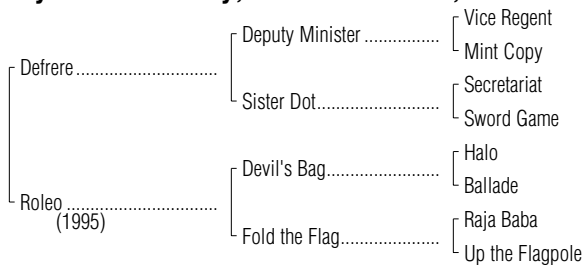 Vice Regent
Deputy Minister .................
Mint Copy
Defrere ................................
Secretariat
Sister Dot............................
Sword Game
Halo
Devil's Bag..........................
Ballade
Roleo ..................................
(1995)
Raja Baba
Fold the Flag.......................
Up the Flagpole